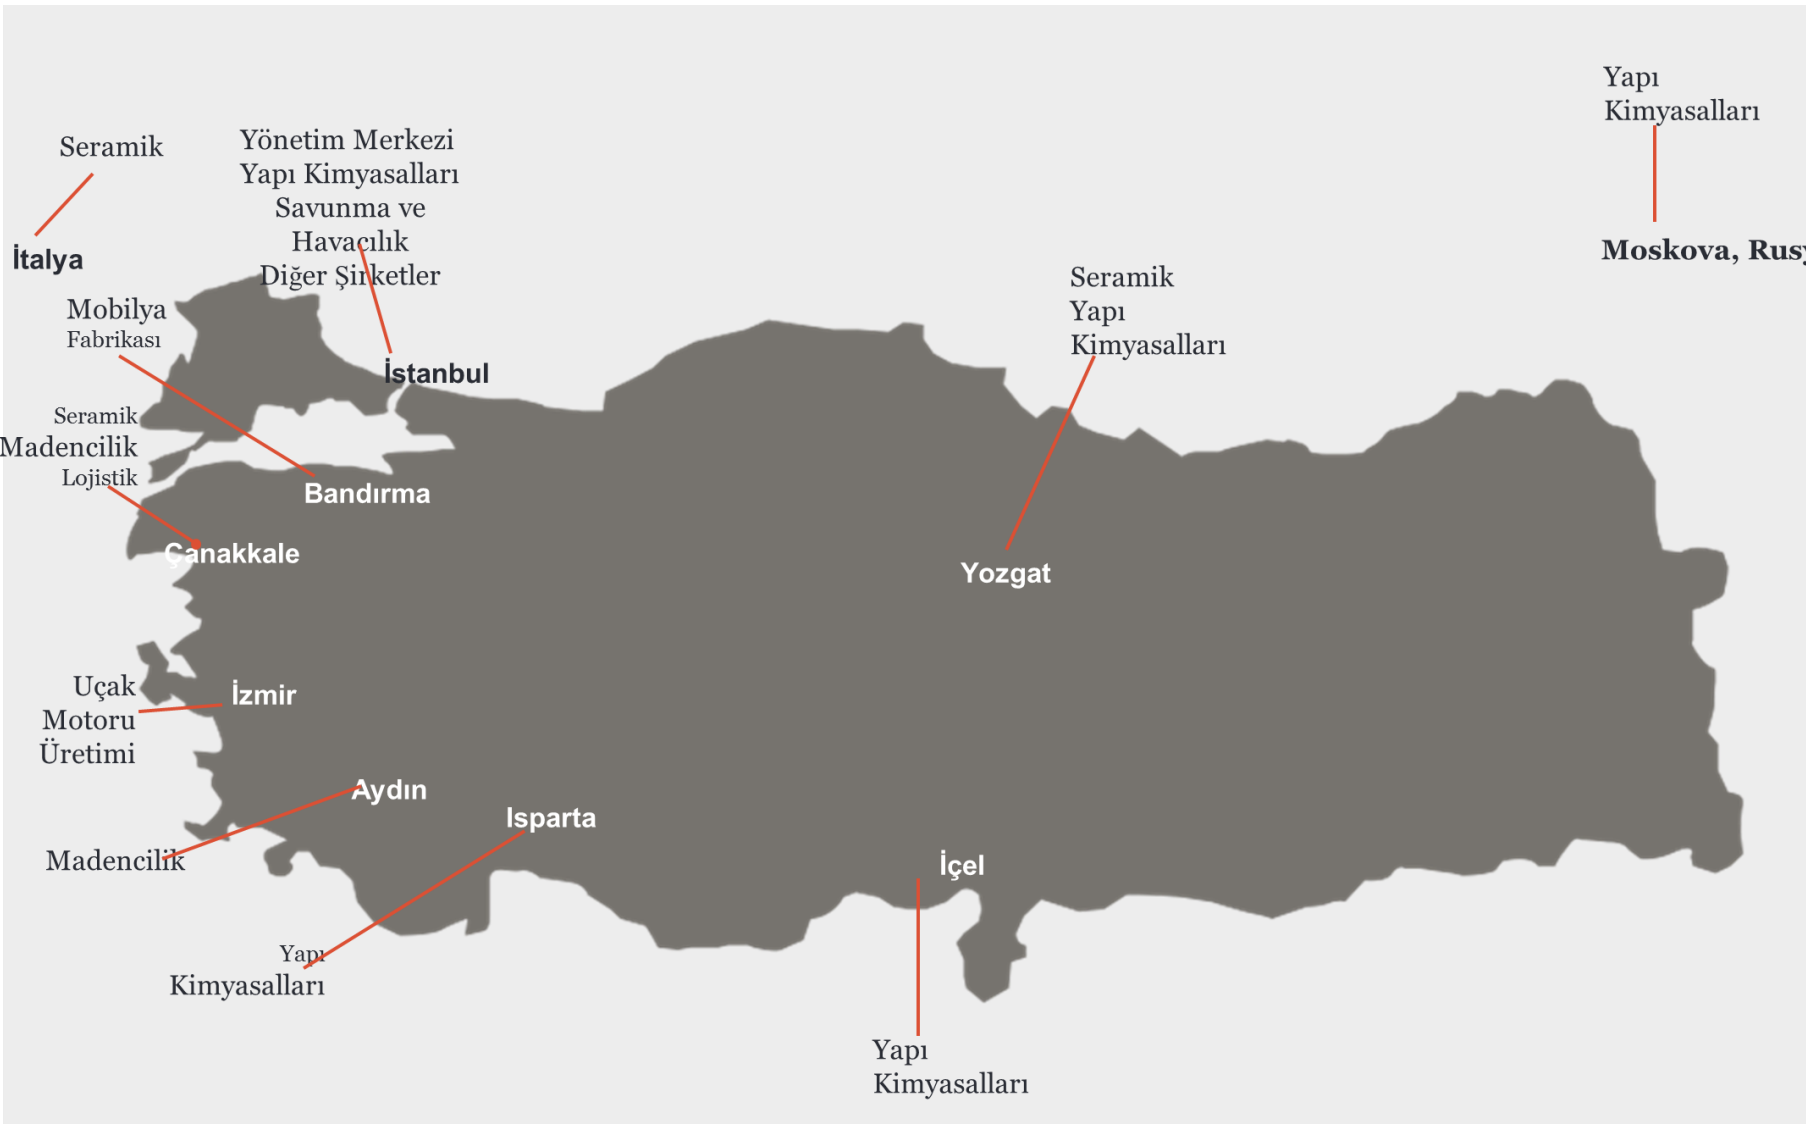 Yapı
Kimyasalları
Moskova, Rusy
Seramik
İtalya
Yönetim Merkezi
Yapı Kimyasalları
Savunma ve
Havacılık
Diğer Şirketler
İstanbul
Mobilya
Fabrikası
Bandırma
Seramik
Madencilik
Lojistik
Çanakkale
Seramik
Yapı
Kimyasalları
Yozgat
Uçak
Motoru
Üretimi
İzmir
Aydın
Madencilik
Isparta
Yapı
Kimyasalları
İçel
Yapı
Kimyasalları